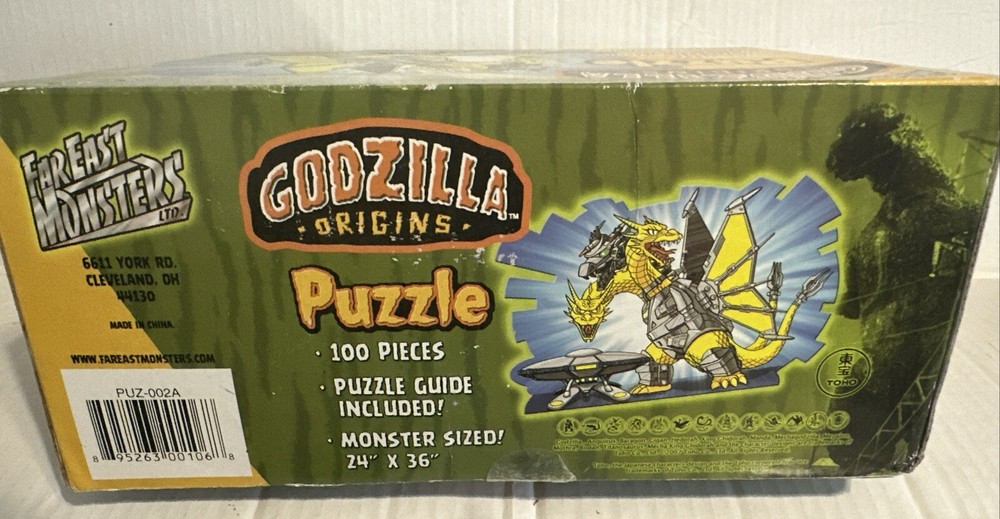 FAR EAST
MONSTERS
LTD.
6611 YORK RD.
CLEVELAND, OH
44130
MADE IN CHINA.
WWW.FAREASTMONSTERS.COM
PUZ-002A
8 95263 00106 8
GODZILLA™
· ORIGINS ·
Puzzle
· 100 PIECES
· PUZZLE GUIDE
INCLUDED!
· MONSTER SIZED!
24" X 36"
東
宝
TOHO